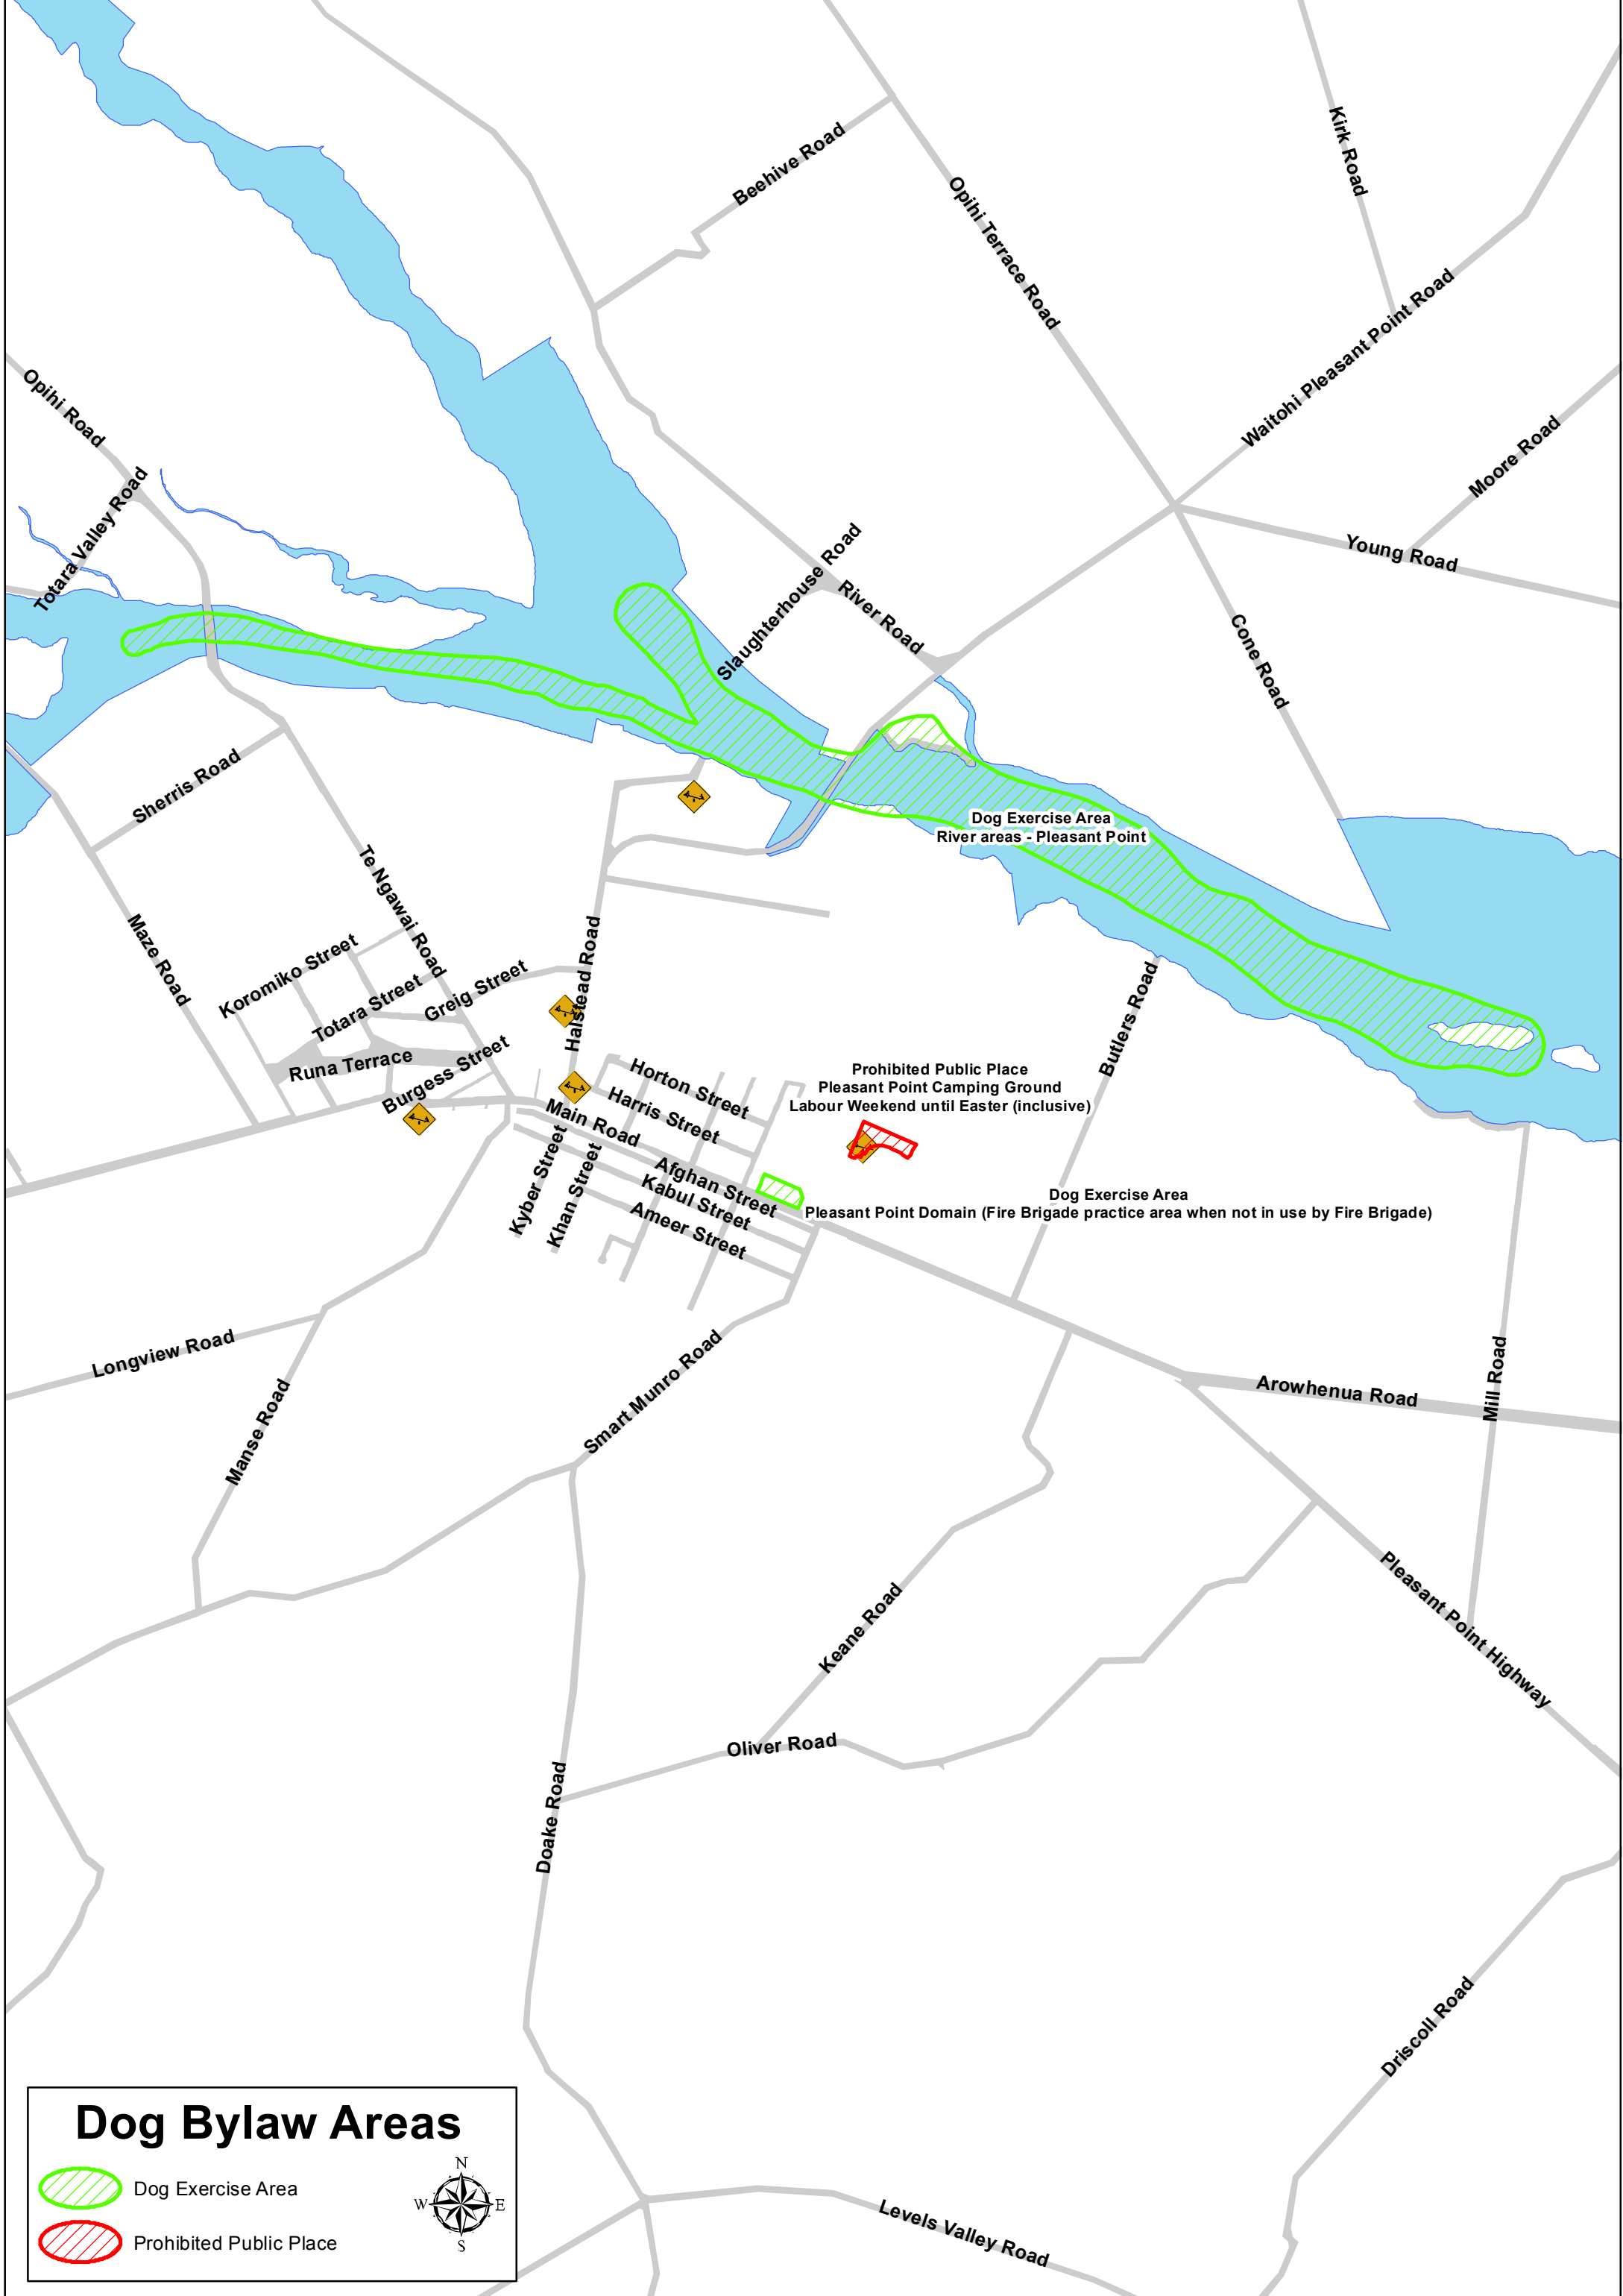 Kirk Road
Beehive Road
Opihi Terrace Road
Waitohi Pleasant Point Road
Opihi Road
Moore Road
Totara Valley Road
Young Road
Slaughterhouse Road
River Road
Cone Road
Sherris Road
Dog Exercise Area
River areas - Pleasant Point
Te Ngawai Road
Maze Road
Koromiko Street
Halstead Road
Butlers Road
Totara Street
Greig Street
Runa Terrace
Burgess Street
Horton Street
Harris Street
Main Road
Prohibited Public Place
Pleasant Point Camping Ground
Labour Weekend until Easter (inclusive)
Kyber Street
Khan Street
Afghan Street
Kabul Street
Ameer Street
Dog Exercise Area
Pleasant Point Domain (Fire Brigade practice area when not in use by Fire Brigade)
Longview Road
Manse Road
Smart Munro Road
Arowhenua Road
Mill Road
Pleasant Point Highway
Keane Road
Oliver Road
Doake Road
Driscoll Road
Levels Valley Road
Dog Bylaw Areas
Dog Exercise Area
Prohibited Public Place
N
W E
S